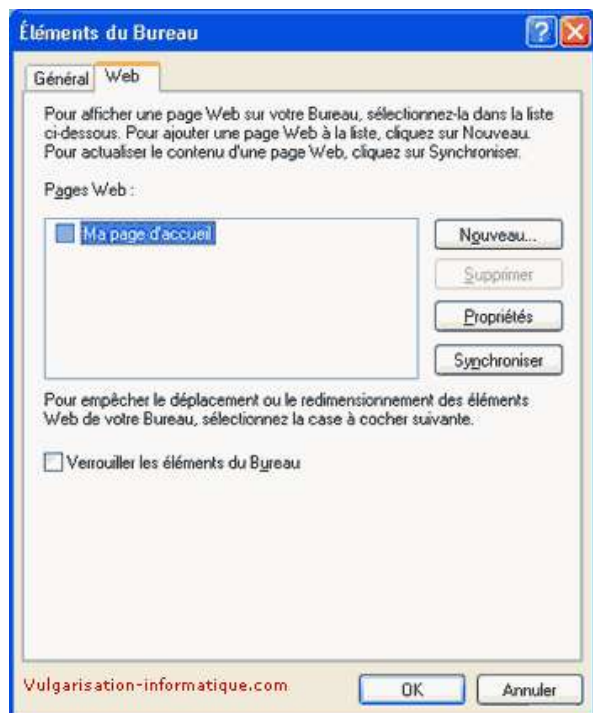 Éléments du Bureau
Général
Web
Pour afficher une page Web sur votre Bureau, sélectionnez-la dans la liste
ci-dessous. Pour ajouter une page Web à la liste, cliquez sur Nouveau.
Pour actualiser le contenu d'une page Web, cliquez sur Synchroniser.
Pages Web :
Ma page d'accueil
Nouveau...
Supprimer
Propriétés
Synchroniser
Pour empêcher le déplacement ou le redimensionnement des éléments
Web de votre Bureau, sélectionnez la case à cocher suivante.
Verrouiller les éléments du Bureau
Vulgarisation-informatique.com
OK
Annuler